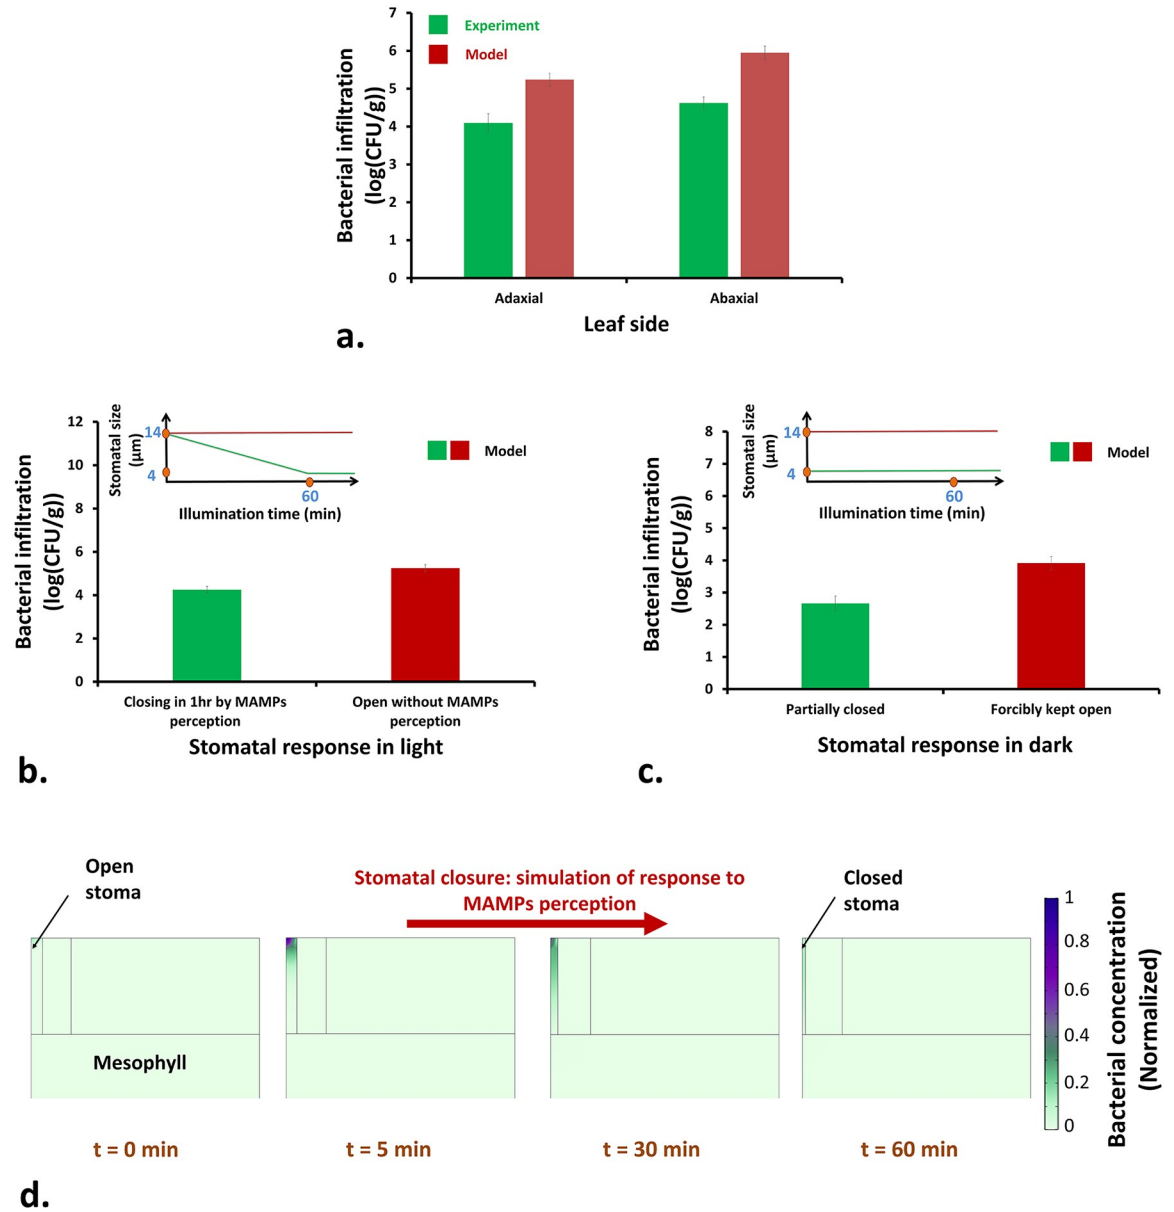 7
6
5
4
3
2
1
0
Bacterial infiltration
(log(CFU/g))
Experiment
Model
Adaxial
Abaxial
Leaf side
a.
12
10
8
6
4
2
0
Bacterial infiltration
(log(CFU/g))
Stomatal size
(µm)
14
4
60
Illumination time (min)
Model
Closing in 1hr by MAMPs
perception
Open without MAMPs
perception
Stomatal response in light
b.
8
7
6
5
4
3
2
1
0
Bacterial infiltration
(log(CFU/g))
Stomatal size
(µm)
14
4
60
Illumination time (min)
Model
Partially closed
Forcibly kept open
Stomatal response in dark
c.
Open
stoma
Stomatal closure: simulation of response to
MAMPs perception
Closed
stoma
Mesophyll
1
0.8
0.6
0.4
0.2
0
Bacterial concentration
(Normalized)
t = 0 min
t = 5 min
t = 30 min
t = 60 min
d.